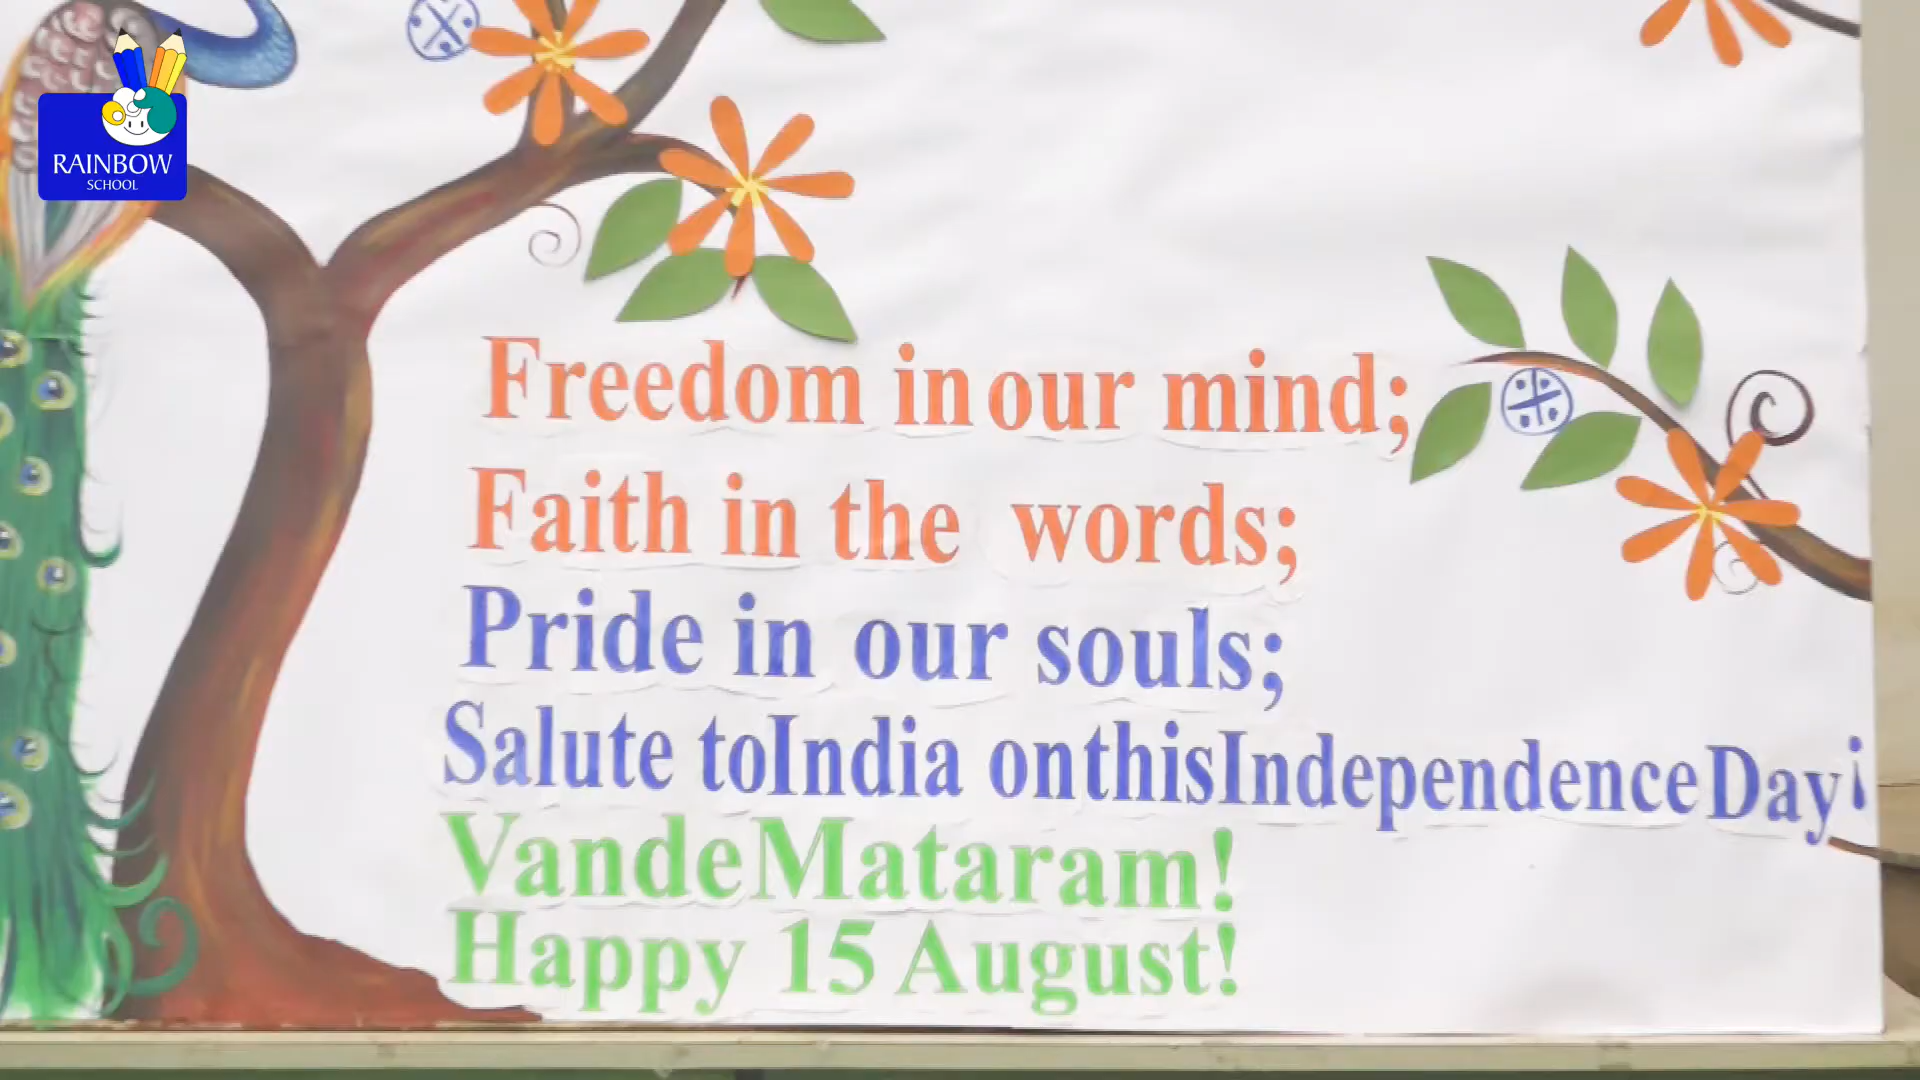 RAINBOW
SCHOOL
Freedom in our mind;
Faith in the words;
Pride in our souls;
Salute to India on this Independence Day¡
Vande Mataram!
Happy 15 August!